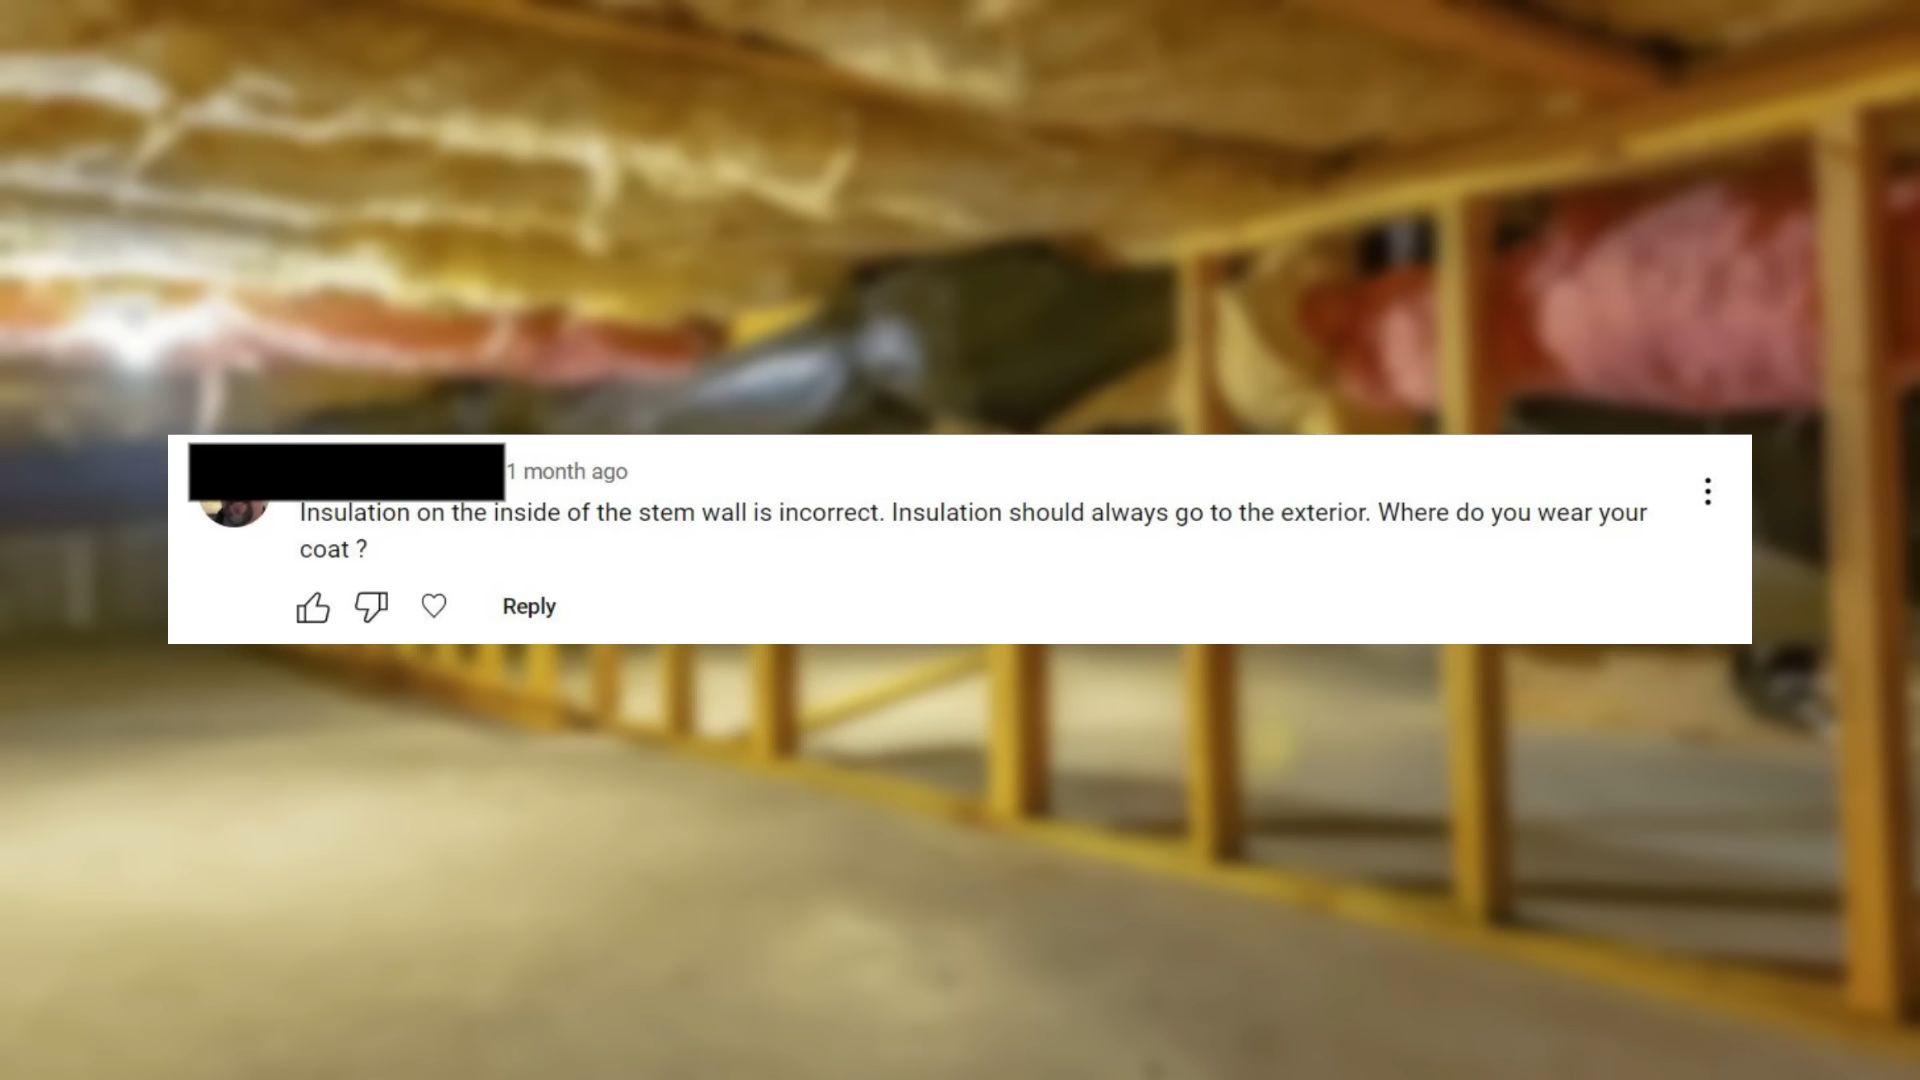 1 month ago
Insulation on the inside of the stem wall is incorrect. Insulation should always go to the exterior. Where do you wear your
coat ?
Reply